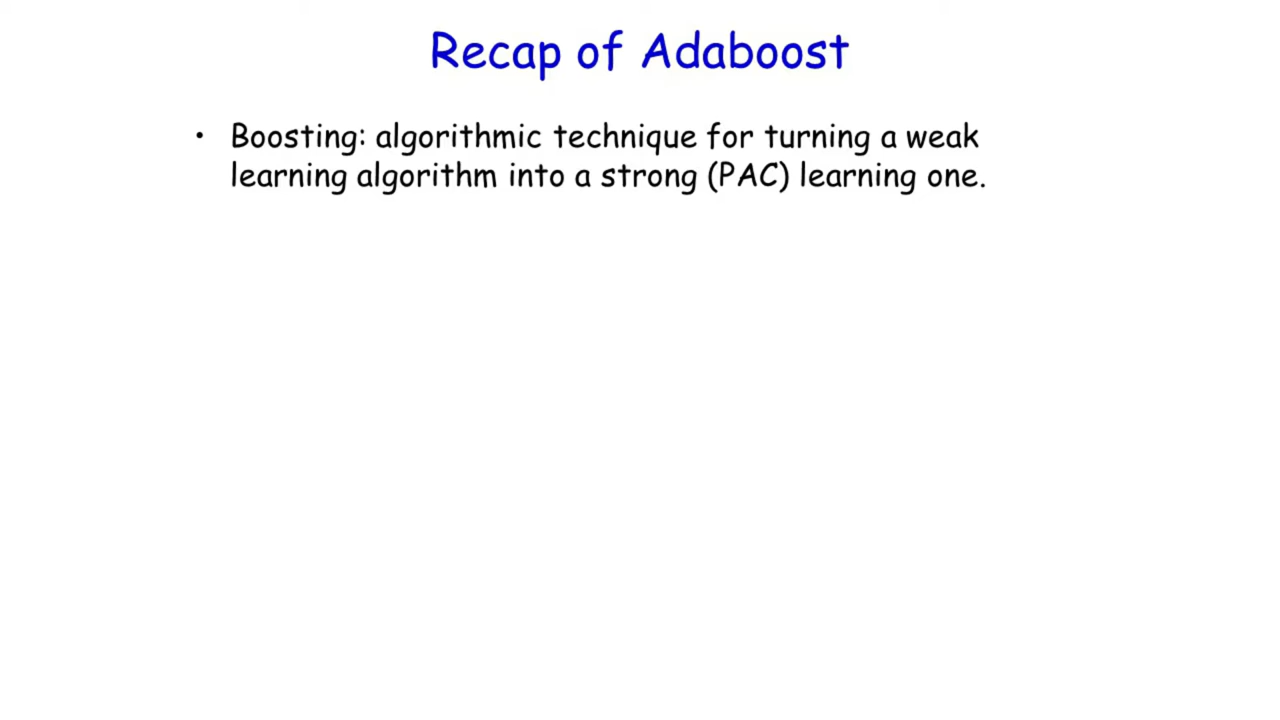 Recap of Adaboost
• Boosting: algorithmic technique for turning a weak
learning algorithm into a strong (PAC) learning one.